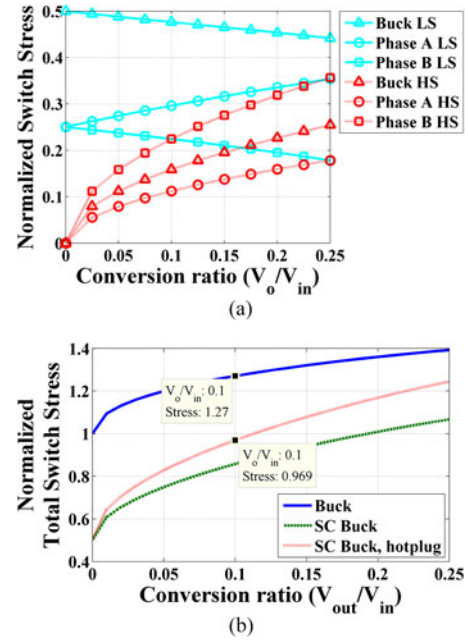 Normalized Switch Stress
0.5
0.4
0.3
0.2
0.1
0
0
0.05
0.1
0.15
0.2
0.25
Conversion ratio (Vo/Vin)
Buck LS
Phase A LS
Phase B LS
Buck HS
Phase A HS
Phase B HS
(a)
Normalized
Total Switch Stress
1.4
1.2
1
0.8
0.6
0.4
0
0.05
0.1
0.15
0.2
0.25
Vo/Vin: 0.1
Stress: 1.27
Vo/Vin: 0.1
Stress: 0.969
Buck
SC Buck
SC Buck, hotplug
Conversion ratio (Vout/Vin)
(b)